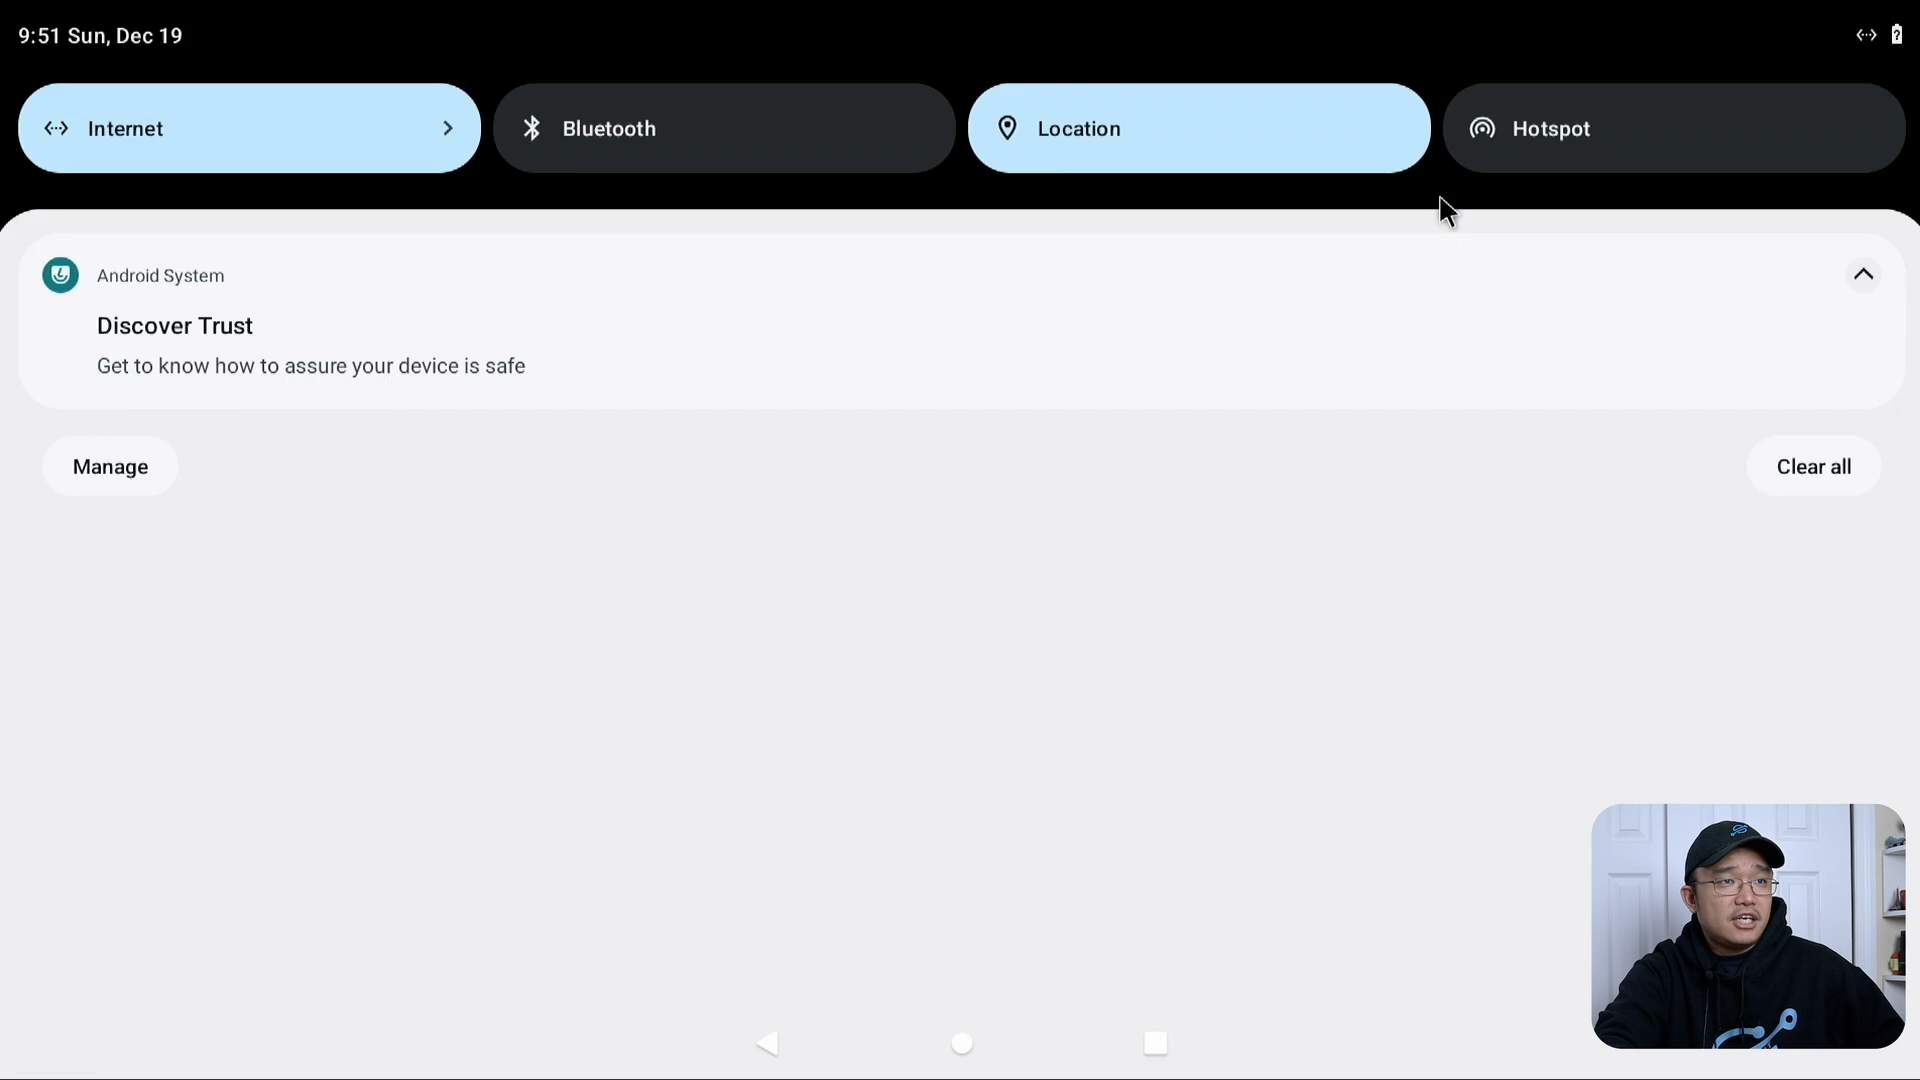 9:51 Sun, Dec 19
Internet
Bluetooth
Location
Hotspot
Android System
Discover Trust
Get to know how to assure your device is safe
Manage
Clear all